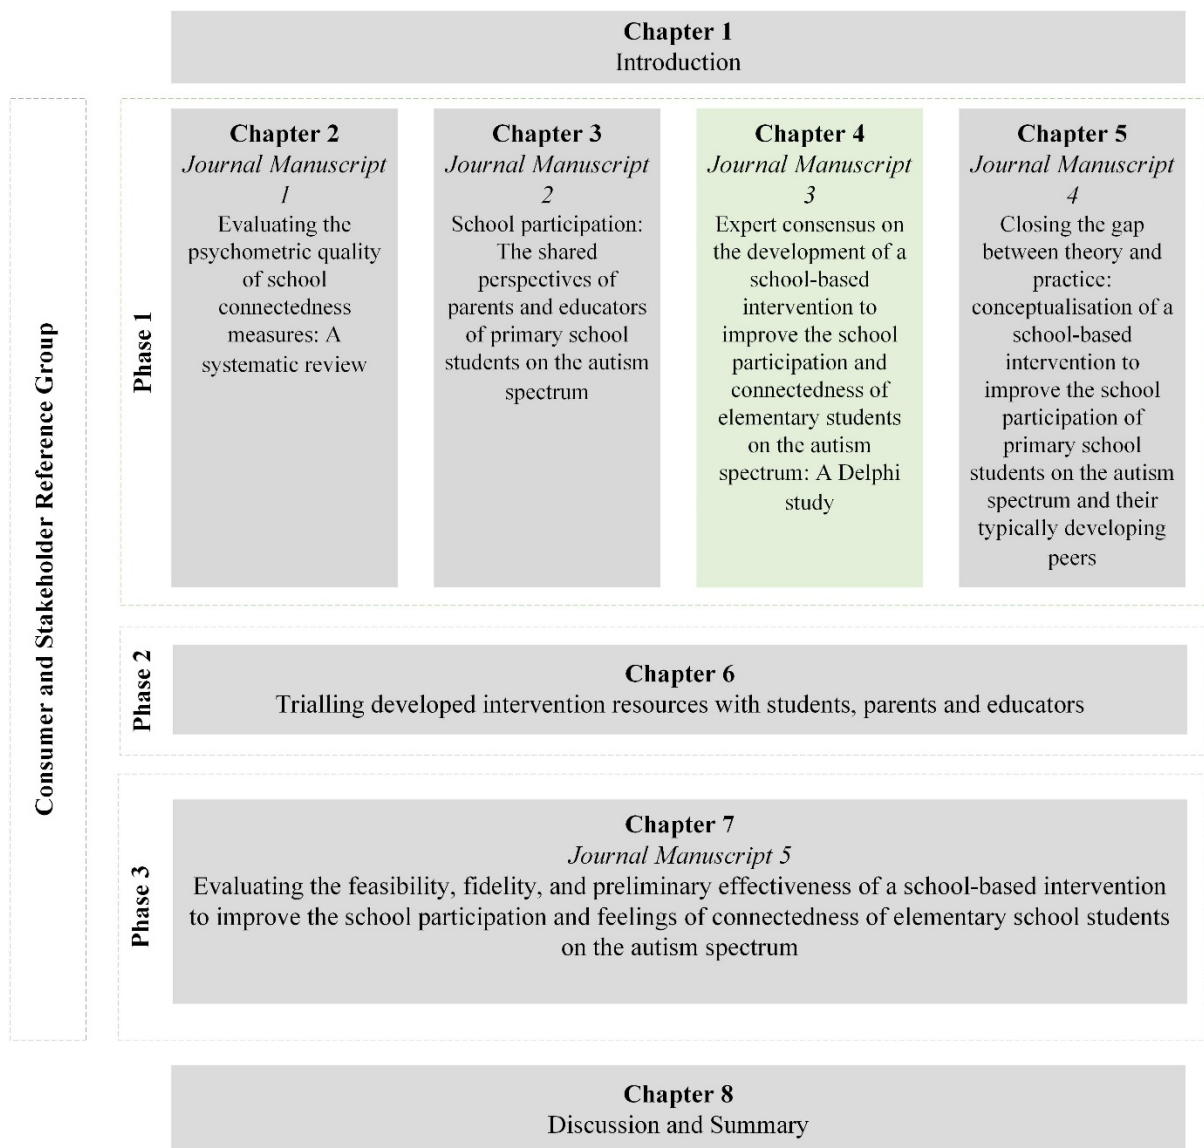 Chapter 1
Introduction
Consumer and Stakeholder Reference Group
Phase 1
Chapter 2
Journal Manuscript
1
Evaluating the
psychometric quality
of school
connectedness
measures: A
systematic review
Chapter 3
Journal Manuscript
2
School participation:
The shared
perspectives of
parents and educators
of primary school
students on the autism
spectrum
Chapter 4
Journal Manuscript
3
Expert consensus on
the development of a
school-based
intervention to
improve the school
participation and
connectedness of
elementary students
on the autism
spectrum: A Delphi
study
Chapter 5
Journal Manuscript
4
Closing the gap
between theory and
practice:
conceptualisation of a
school-based
intervention to
improve the school
participation of
primary school
students on the autism
spectrum and their
typically developing
peers
Phase 2
Chapter 6
Trialling developed intervention resources with students, parents and educators
Phase 3
Chapter 7
Journal Manuscript 5
Evaluating the feasibility, fidelity, and preliminary effectiveness of a school-based intervention
to improve the school participation and feelings of connectedness of elementary school students
on the autism spectrum
Chapter 8
Discussion and Summary